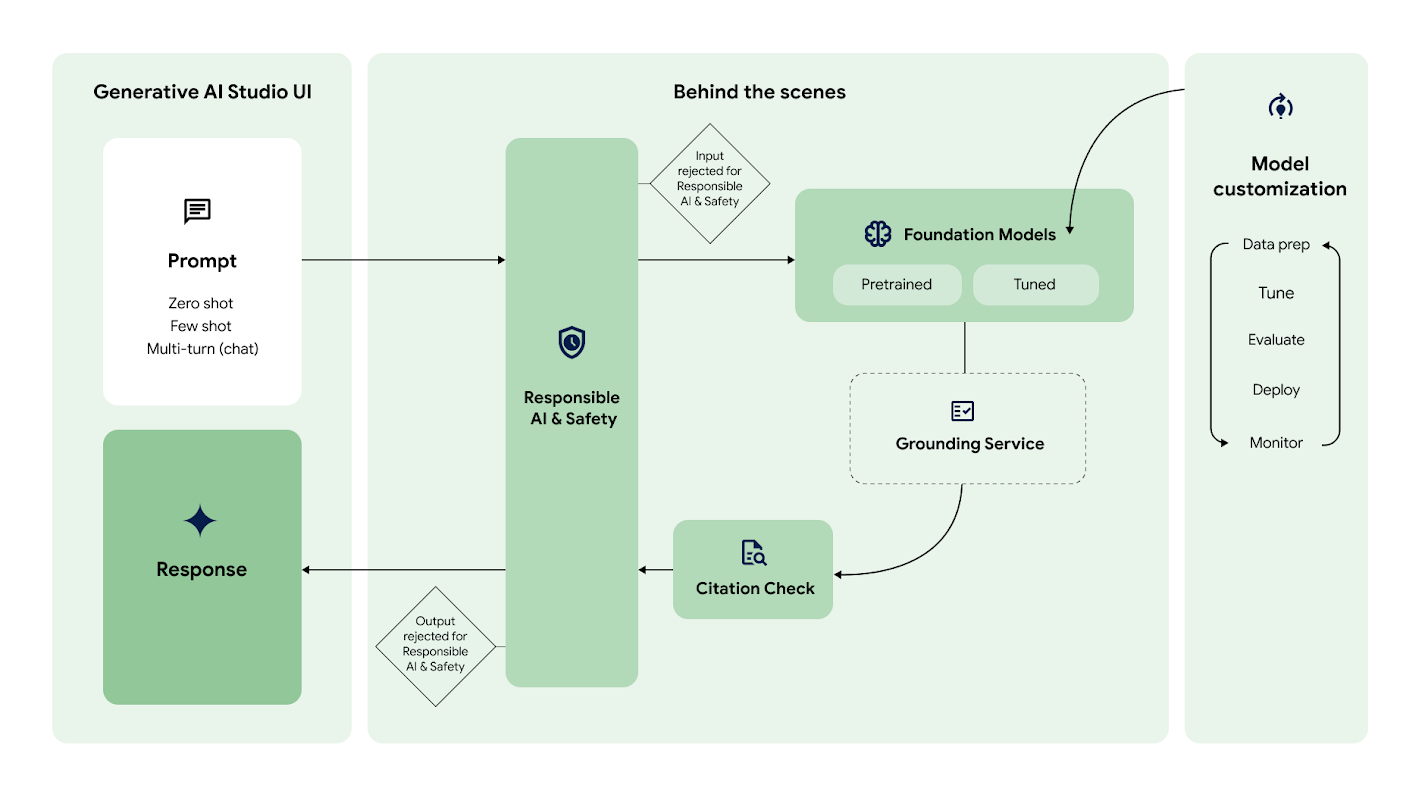 Generative AI Studio UI
Prompt
Zero shot
Few shot
Multi-turn (chat)
Response
Behind the scenes
Input
rejected for
Responsible
AI & Safety
Responsible
AI & Safety
Foundation Models
Pretrained
Tuned
Grounding Service
Citation Check
Output
rejected for
Responsible
AI & Safety
Model
customization
Data prep
Tune
Evaluate
Deploy
Monitor